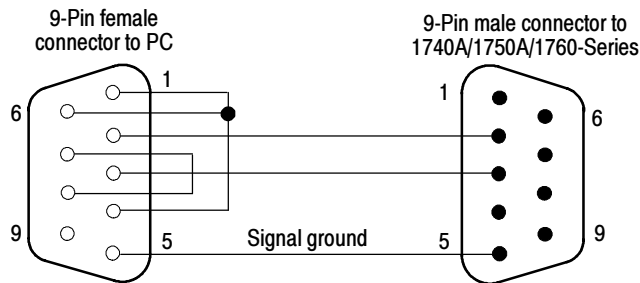 9-Pin female
connector to PC
9-Pin male connector to
1740A/1750A/1760-Series
1
6
9
5
Signal ground
1
6
5
9